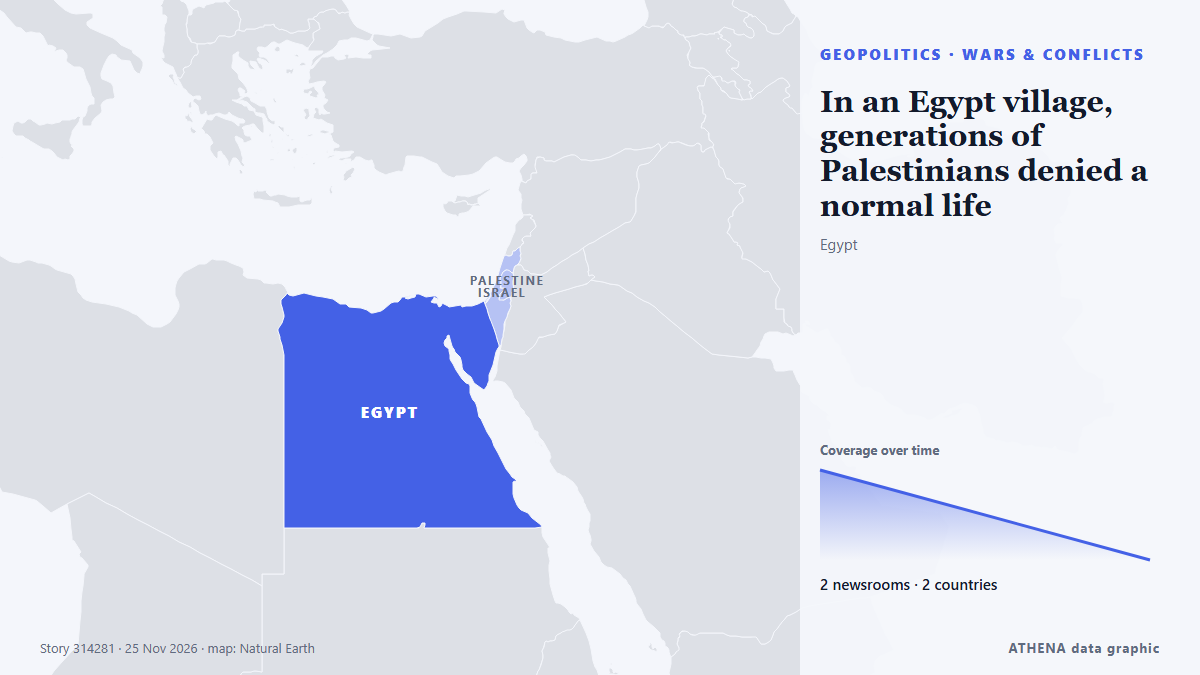 GEOPOLITICS · WARS & CONFLICTS
In an Egypt village,
generations of
Palestinians denied a
normal life
Egypt
PALESTINE
ISRAEL
EGYPT
Coverage over time
2 newsrooms · 2 countries
Story 314281 · 25 Nov 2026 · map: Natural Earth
ATHENA data graphic